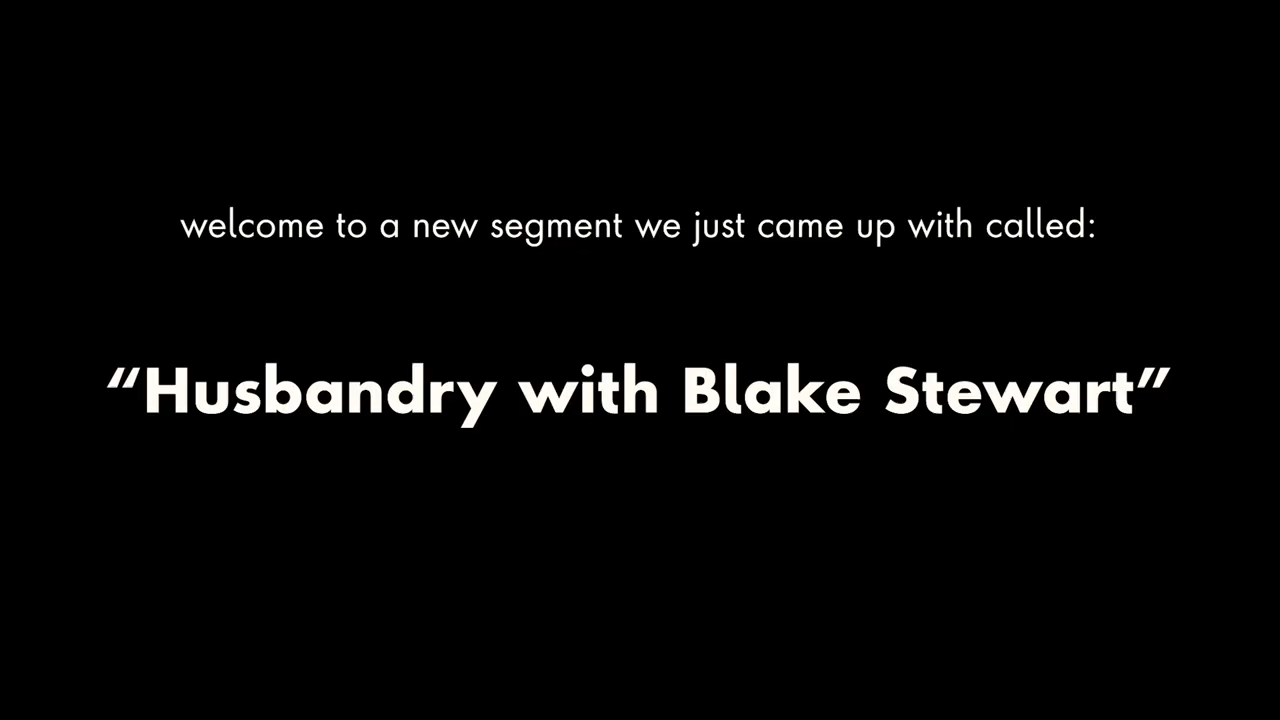 welcome to a new segment we just came up with called:
“Husbandry with Blake Stewart”